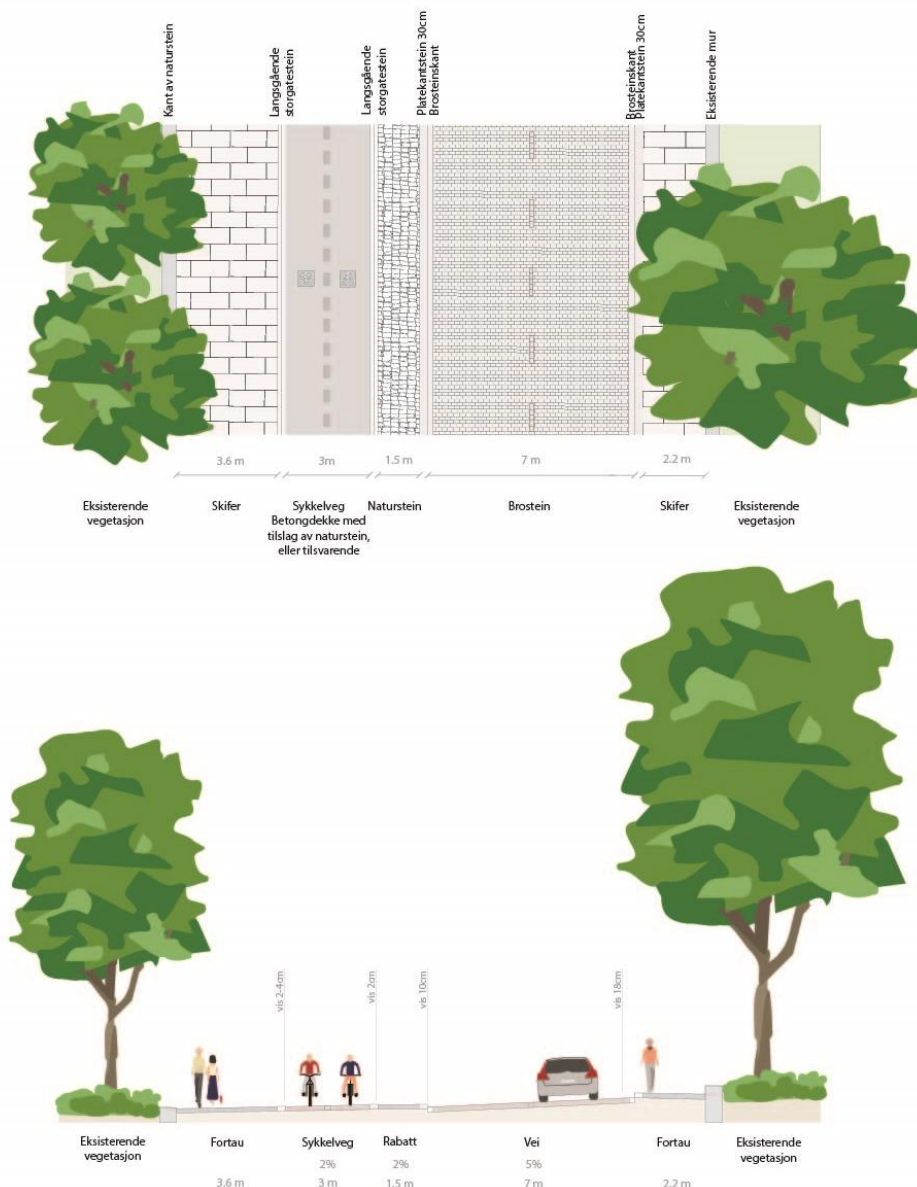 Kant av naturstein
Langsgående
storgatestein
Langsgående
storgatestein
Platekantstein 30cm
Brosteinskant
Brosteinskant
Platekantstein 30cm
Eksisterende mur
3.6 m
3m
1.5 m
7 m
2.2 m
Eksisterende
vegetasjon
Skifer
Sykkelveg
Betongdekke med
tilslag av naturstein,
eller tilsvarende
Naturstein
Brostein
Skifer
Eksisterende
vegetasjon
vis 2-4cm
vis 2cm
vis 10cm
vis 18cm
Eksisterende
vegetasjon
Fortau
Sykkelveg
Rabatt
Vei
Fortau
Eksisterende
vegetasjon
2%
2%
5%
3.6 m
3 m
1.5 m
7 m
2.2 m